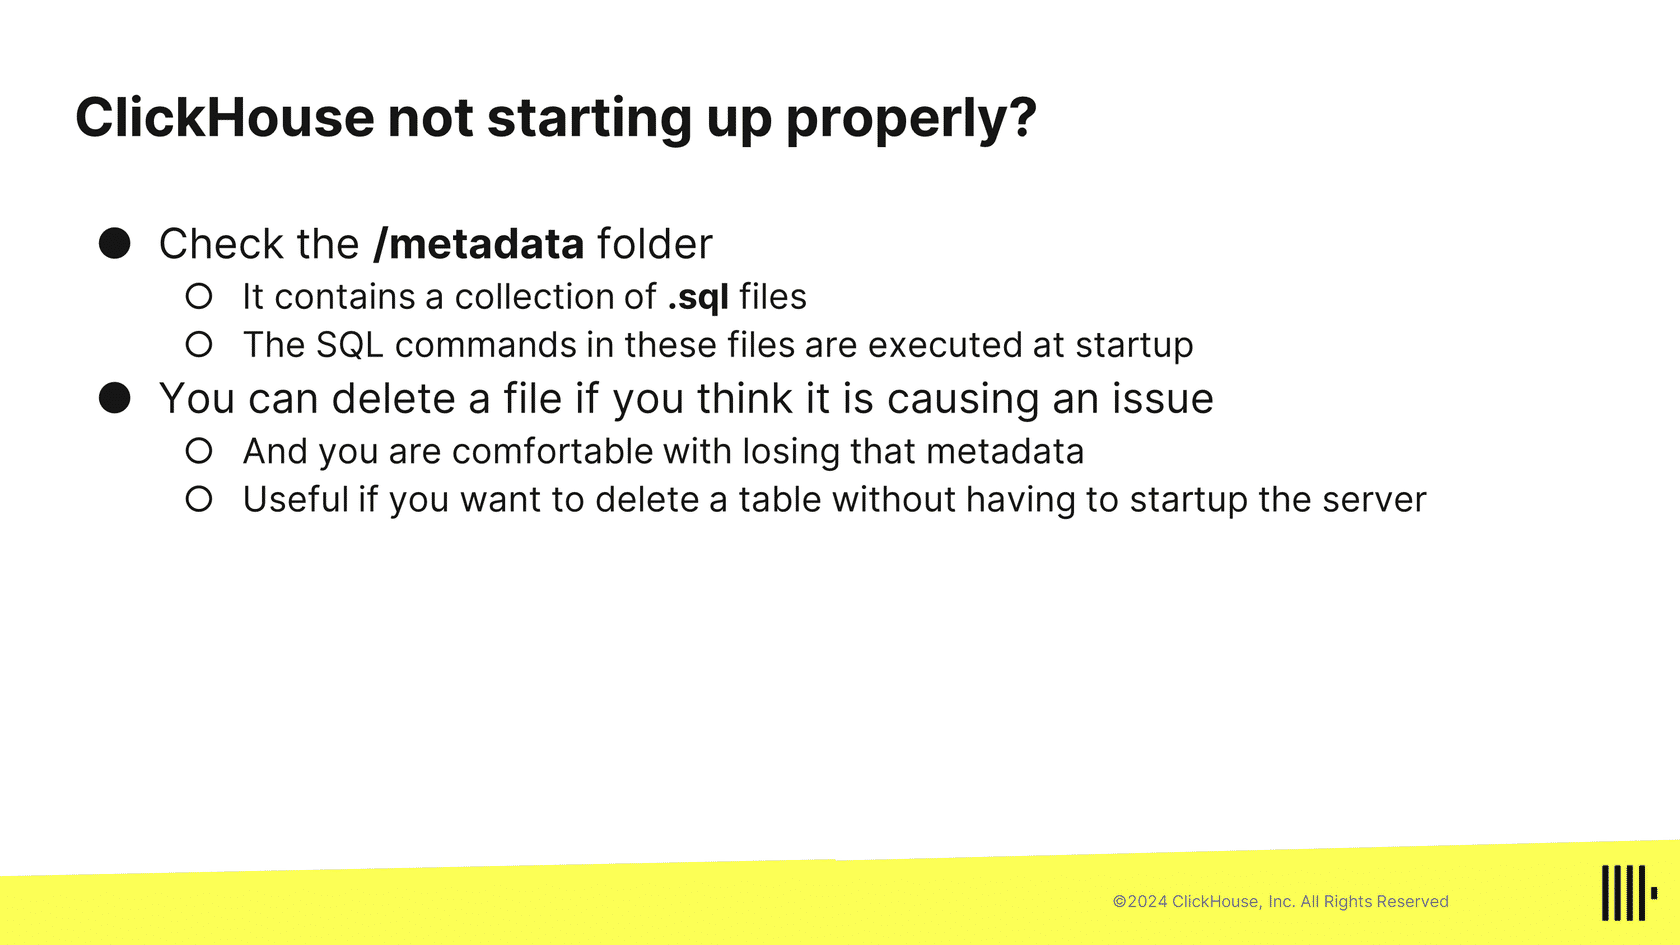 ClickHouse not starting up properly?
● Check the /metadata folder
○ It contains a collection of .sql files
○ The SQL commands in these files are executed at startup
● You can delete a file if you think it is causing an issue
○ And you are comfortable with losing that metadata
○ Useful if you want to delete a table without having to startup the server
©2024 ClickHouse, Inc. All Rights Reserved